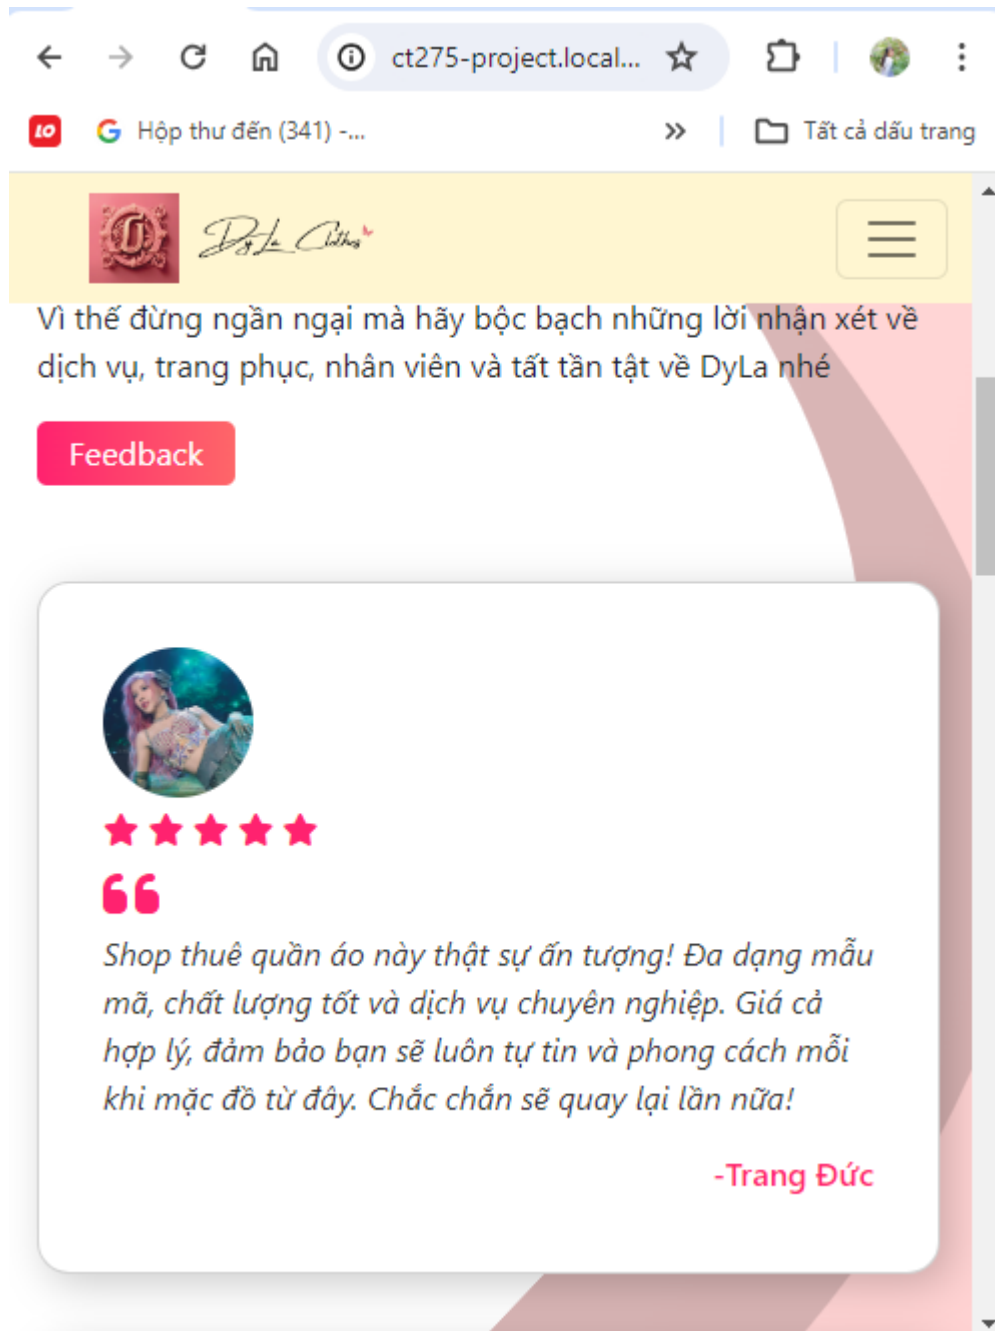 ct275-project.local...
LO
Hộp thư đến (341) -...
Tất cả dấu trang
DyLa Clothes
Vì thế đừng ngần ngại mà hãy bộc bạch những lời nhận xét về
dịch vụ, trang phục, nhân viên và tất tần tật về DyLa nhé
Feedback
Shop thuê quần áo này thật sự ấn tượng! Đa dạng mẫu
mã, chất lượng tốt và dịch vụ chuyên nghiệp. Giá cả
hợp lý, đảm bảo bạn sẽ luôn tự tin và phong cách mỗi
khi mặc đồ từ đây. Chắc chắn sẽ quay lại lần nữa!
-Trang Đức